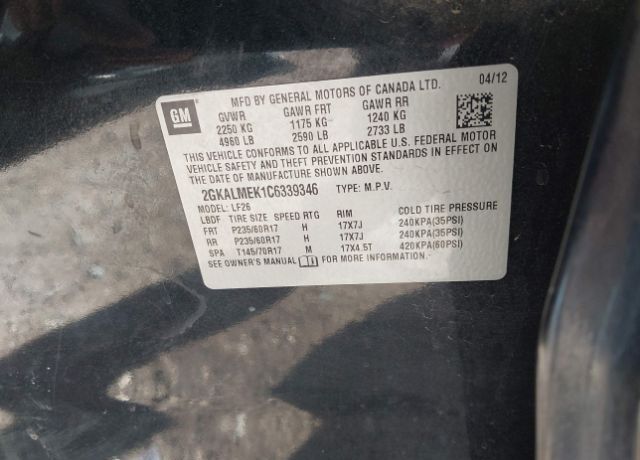 GM
MFD BY GENERAL MOTORS OF CANADA LTD. 04/12
GVWR GAWR FRT GAWR RR
2250 KG 1175 KG 1240 KG
4960 LB 2590 LB 2733 LB
THIS VEHICLE CONFORMS TO ALL APPLICABLE U.S. FEDERAL MOTOR
VEHICLE SAFETY AND THEFT PREVENTION STANDARDS IN EFFECT ON
THE DATE OF MANUFACTURE SHOWN ABOVE.
2GKALMEK1C6339346 TYPE: M.P.V.
MODEL: LF26
LBDF TIRE SIZE SPEED RTG RIM COLD TIRE PRESSURE
FRT P235/60R17 H 17X7J 240KPA(35PSI)
RR P235/60R17 H 17X7J 240KPA(35PSI)
SPA T145/70R17 M 17X4.5T 420KPA(60PSI)
SEE OWNER'S MANUAL FOR MORE INFORMATION.